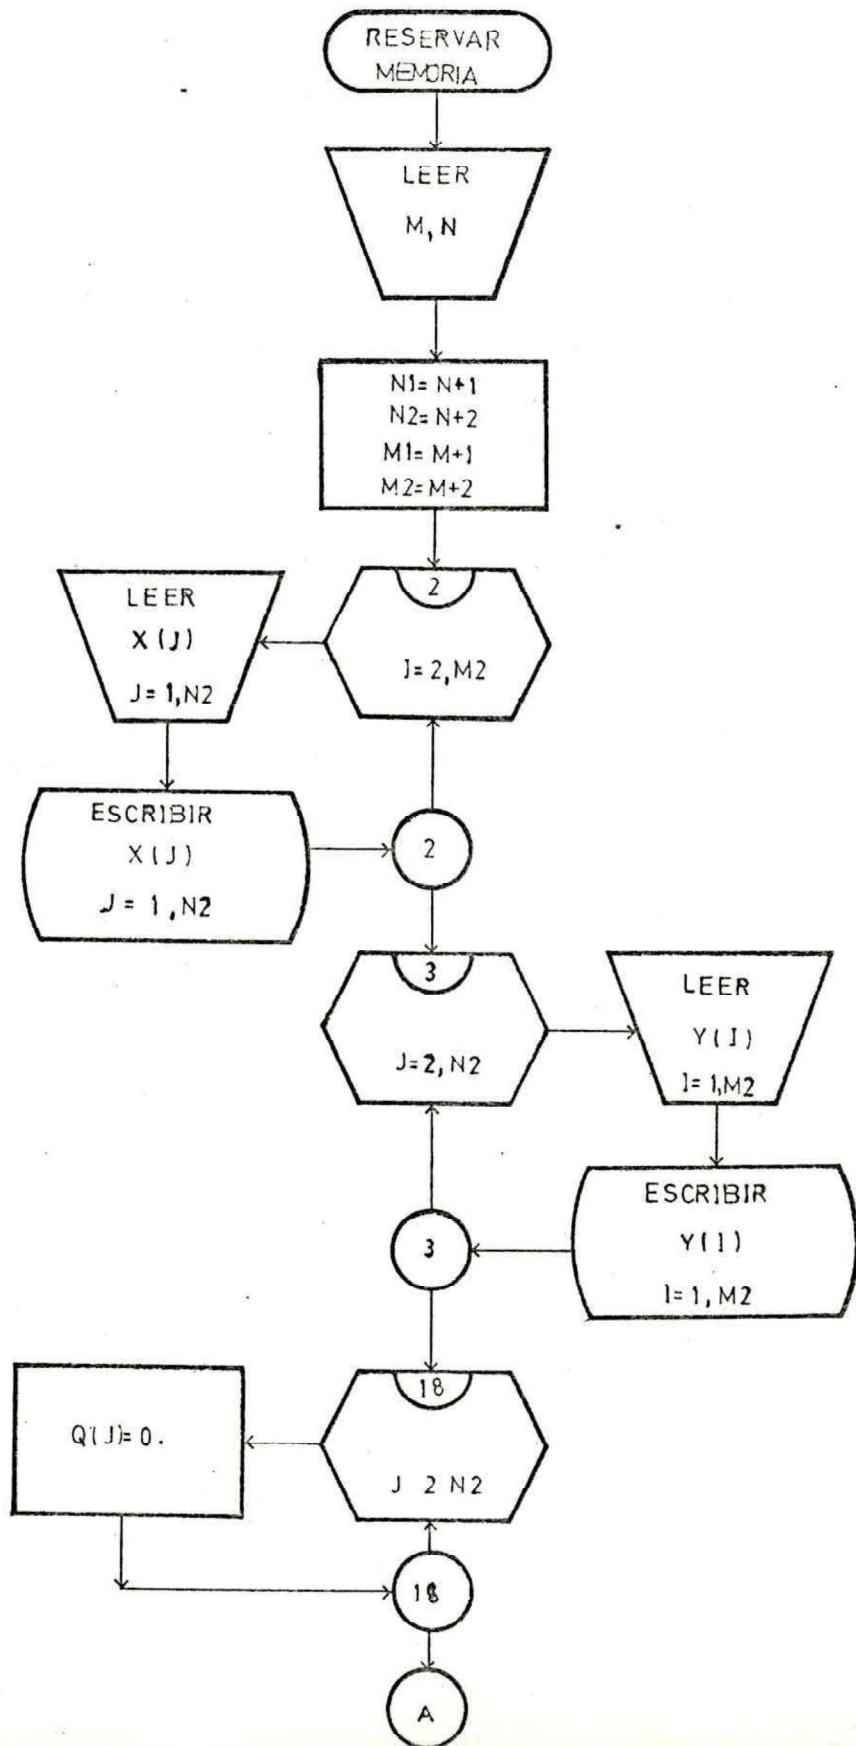 RESERVAR
MEMORIA
LEER
M, N
N1= N+1
N2= N+2
M1= M+1
M2= M+2
2
I=2, M2
LEER
X(J)
J=1, N2
ESCRIBIR
X(J)
J= 1, N2
2
3
J=2, N2
LEER
Y(I)
I=1, M2
ESCRIBIR
Y(I)
I=1, M2
3
18
J 2 N2
Q(J)=0.
18
A